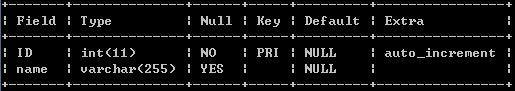 +-------+--------------+------+-----+---------+----------------+
| Field | Type         | Null | Key | Default | Extra          |
+-------+--------------+------+-----+---------+----------------+
| ID    | int(11)      | NO   | PRI | NULL    | auto_increment |
| name  | varchar(255) | YES  |     | NULL    |                |
+-------+--------------+------+-----+---------+----------------+